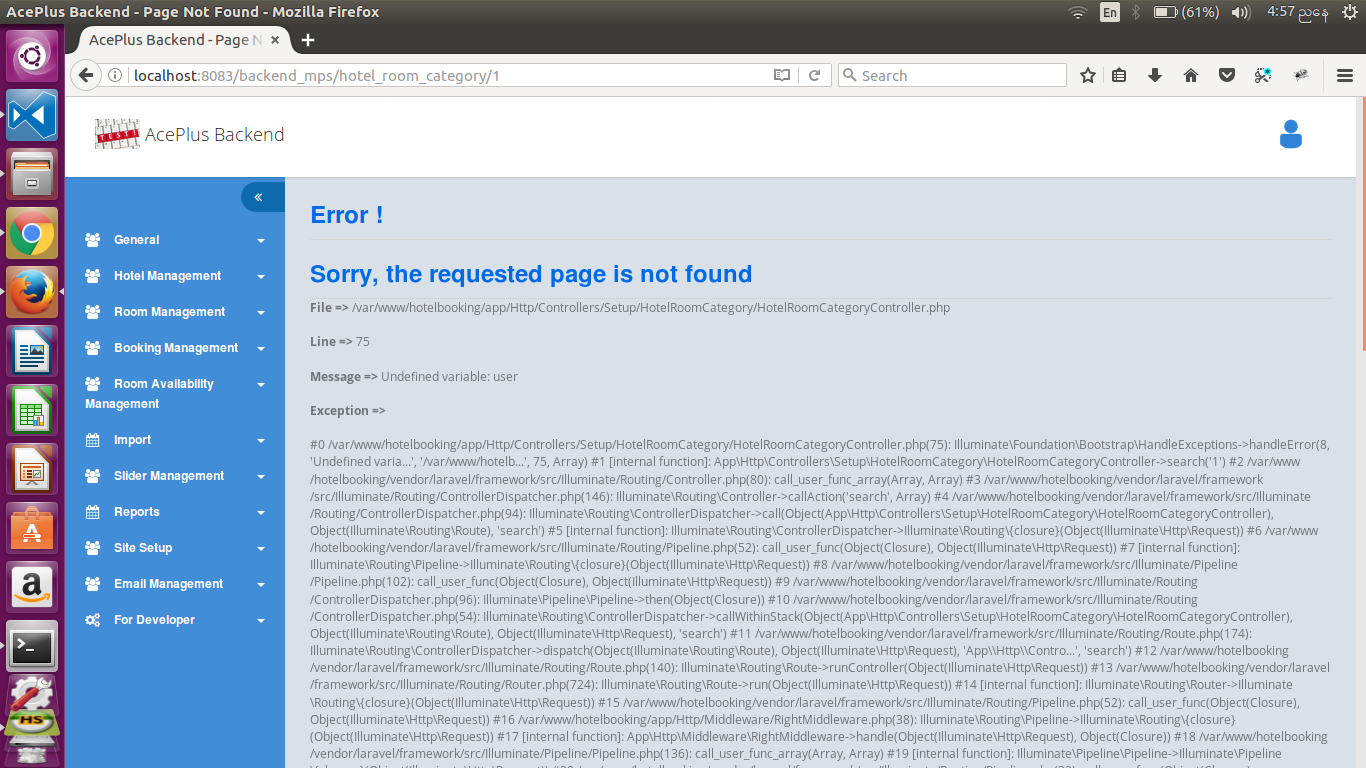 AcePlus Backend - Page Not Found - Mozilla Firefox
En
(61%)
4:57 ညနေ
AcePlus Backend - Page N
localhost:8083/backend_mps/hotel_room_category/1
Search
TEST!
AcePlus Backend
General
Hotel Management
Room Management
Booking Management
Room Availability
Management
Import
Slider Management
Reports
Site Setup
Email Management
For Developer
Error !
Sorry, the requested page is not found
File => /var/www/hotelbooking/app/Http/Controllers/Setup/HotelRoomCategory/HotelRoomCategoryController.php
Line => 75
Message => Undefined variable: user
Exception =>
#0 /var/www/hotelbooking/app/Http/Controllers/Setup/HotelRoomCategory/HotelRoomCategoryController.php(75): Illuminate\Foundation\Bootstrap\HandleExceptions->handleError(8,
'Undefined varia...', '/var/www/hotelb...', 75, Array) #1 [internal function]: App\Http\Controllers\Setup\HotelRoomCategory\HotelRoomCategoryController->search('1') #2 /var/www
/hotelbooking/vendor/laravel/framework/src/Illuminate/Routing/Controller.php(80): call_user_func_array(Array, Array) #3 /var/www/hotelbooking/vendor/laravel/framework
/src/Illuminate/Routing/ControllerDispatcher.php(146): Illuminate\Routing\Controller->callAction('search', Array) #4 /var/www/hotelbooking/vendor/laravel/framework/src/Illuminate
/Routing/ControllerDispatcher.php(94): Illuminate\Routing\ControllerDispatcher->call(Object(App\Http\Controllers\Setup\HotelRoomCategory\HotelRoomCategoryController),
Object(Illuminate\Routing\Route), 'search') #5 [internal function]: Illuminate\Routing\ControllerDispatcher->Illuminate\Routing\{closure}(Object(Illuminate\Http\Request)) #6 /var/www
/hotelbooking/vendor/laravel/framework/src/Illuminate/Routing/Pipeline.php(52): call_user_func(Object(Closure), Object(Illuminate\Http\Request)) #7 [internal function]:
Illuminate\Routing\Pipeline->Illuminate\Routing\{closure}(Object(Illuminate\Http\Request)) #8 /var/www/hotelbooking/vendor/laravel/framework/src/Illuminate/Pipeline
/Pipeline.php(102): call_user_func(Object(Closure), Object(Illuminate\Http\Request)) #9 /var/www/hotelbooking/vendor/laravel/framework/src/Illuminate/Routing
/ControllerDispatcher.php(96): Illuminate\Pipeline\Pipeline->then(Object(Closure)) #10 /var/www/hotelbooking/vendor/laravel/framework/src/Illuminate/Routing
/ControllerDispatcher.php(54): Illuminate\Routing\ControllerDispatcher->callWithinStack(Object(App\Http\Controllers\Setup\HotelRoomCategory\HotelRoomCategoryController),
Object(Illuminate\Routing\Route), Object(Illuminate\Http\Request), 'search') #11 /var/www/hotelbooking/vendor/laravel/framework/src/Illuminate/Routing/Route.php(174):
Illuminate\Routing\ControllerDispatcher->dispatch(Object(Illuminate\Routing\Route), Object(Illuminate\Http\Request), 'App\\Http\\Contro...', 'search') #12 /var/www/hotelbooking
/vendor/laravel/framework/src/Illuminate/Routing/Route.php(140): Illuminate\Routing\Route->runController(Object(Illuminate\Http\Request)) #13 /var/www/hotelbooking/vendor/laravel
/framework/src/Illuminate/Routing/Router.php(724): Illuminate\Routing\Route->run(Object(Illuminate\Http\Request)) #14 [internal function]: Illuminate\Routing\Router->Illuminate
\Routing\{closure}(Object(Illuminate\Http\Request)) #15 /var/www/hotelbooking/vendor/laravel/framework/src/Illuminate/Routing/Pipeline.php(52): call_user_func(Object(Closure),
Object(Illuminate\Http\Request)) #16 /var/www/hotelbooking/app/Http/Middleware/RightMiddleware.php(38): Illuminate\Routing\Pipeline->Illuminate\Routing\{closure}
(Object(Illuminate\Http\Request)) #17 [internal function]: App\Http\Middleware\RightMiddleware->handle(Object(Illuminate\Http\Request), Object(Closure)) #18 /var/www/hotelbooking
/vendor/laravel/framework/src/Illuminate/Pipeline/Pipeline.php(136): call_user_func_array(Array, Array) #19 [internal function]: Illuminate\Pipeline\Pipeline->Illuminate\Pipeline
HS